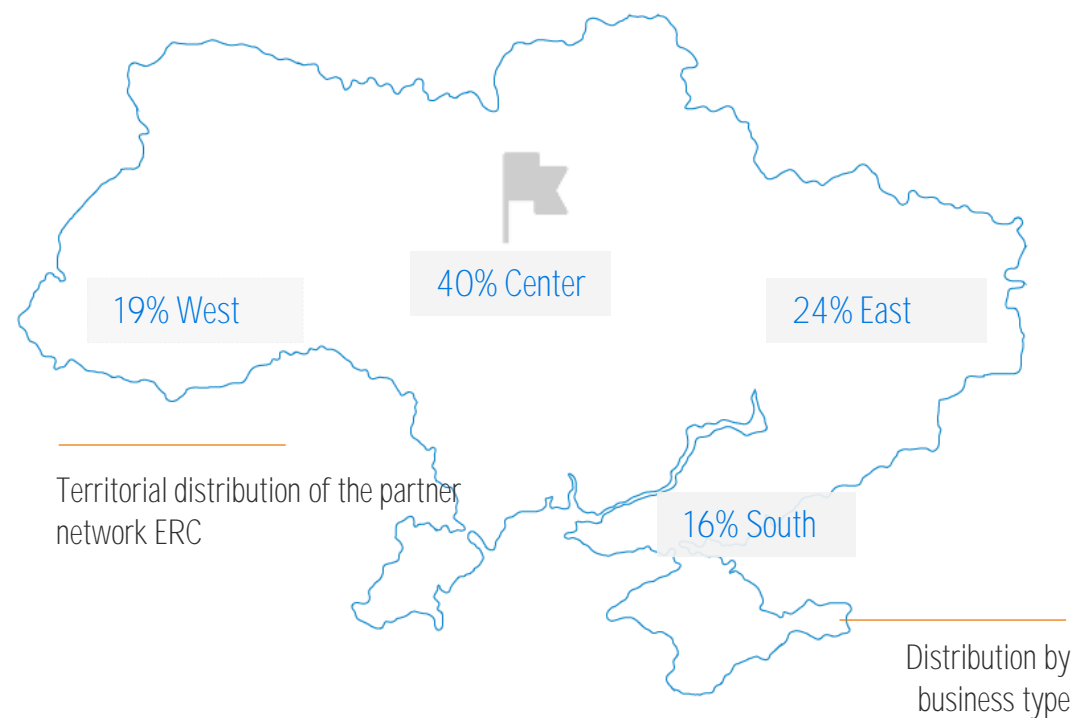 40% Center
19% West
24% East
Territorial distribution of the partner
network ERC
16% South
Distribution by
business type